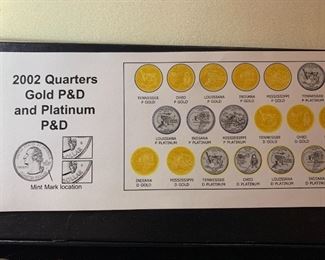 2002 Quarters
Gold P&D
and Platinum
P&D
Mint Mark location
TENNESSEE OHIO LOUISIANA INDIANA MISSISSIPPI TENNESSEE
P GOLD P GOLD P GOLD P GOLD P GOLD P PLATINUM
LOUISIANA INDIANA MISSISSIPPI TENNESSEE OHIO
P PLATINUM P PLATINUM P PLATINUM D GOLD D GOLD
INDIANA MISSISSIPPI TENNESSEE OHIO LOUISIANA INDIANA
D GOLD D GOLD D PLATINUM D PLATINUM D PLATINUM D PLATINUM